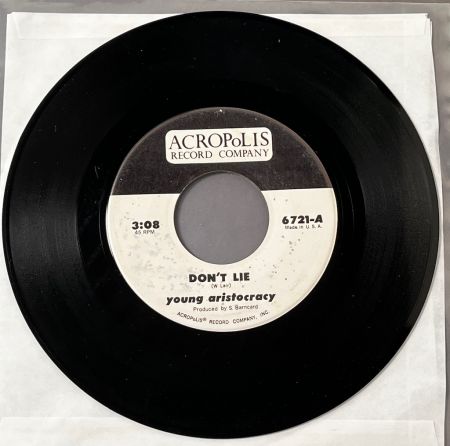 ACROPoLIS
RECORD COMPANY
3:08
45 RPM
6721-A
Made in U.S.A.
DON'T LIE
(W Lair)
young aristocracy
Produced by S. Barncard
ACROPoLIS® RECORD COMPANY, INC.